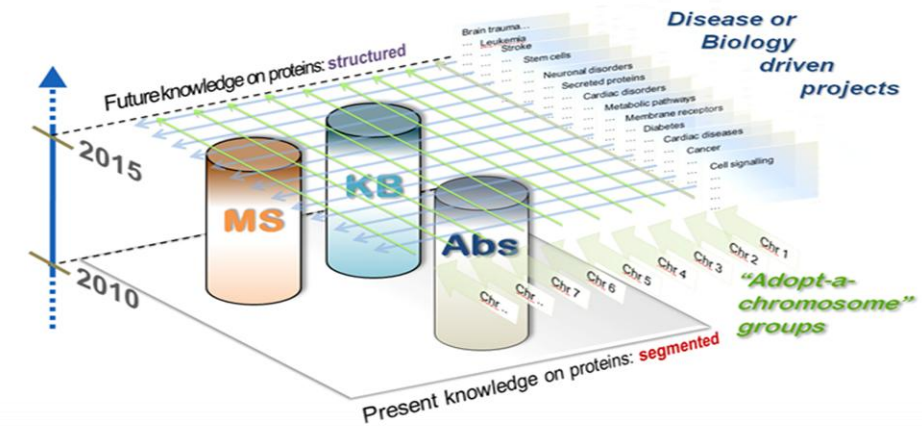 Disease or
Biology
driven
projects
Brain trauma...
... Leukemia
... ... Stroke
... ... Stem cells
... ... Neuronal disorders
... ... Secreted proteins
... ... Cardiac disorders
... ... Metabolic pathways
... ... Membrane receptors
... ... Diabetes
... ... Cardiac diseases
... ... Cancer
... ... Cell signalling
...
...
...
Future knowledge on proteins: structured
2015
2010
MS
KB
Abs
Chr 1
Chr 2
Chr 3
Chr 4
Chr 5
Chr 6
Chr 7
Chr ..
Chr ..
“Adopt-a-
chromosome”
groups
Present knowledge on proteins: segmented